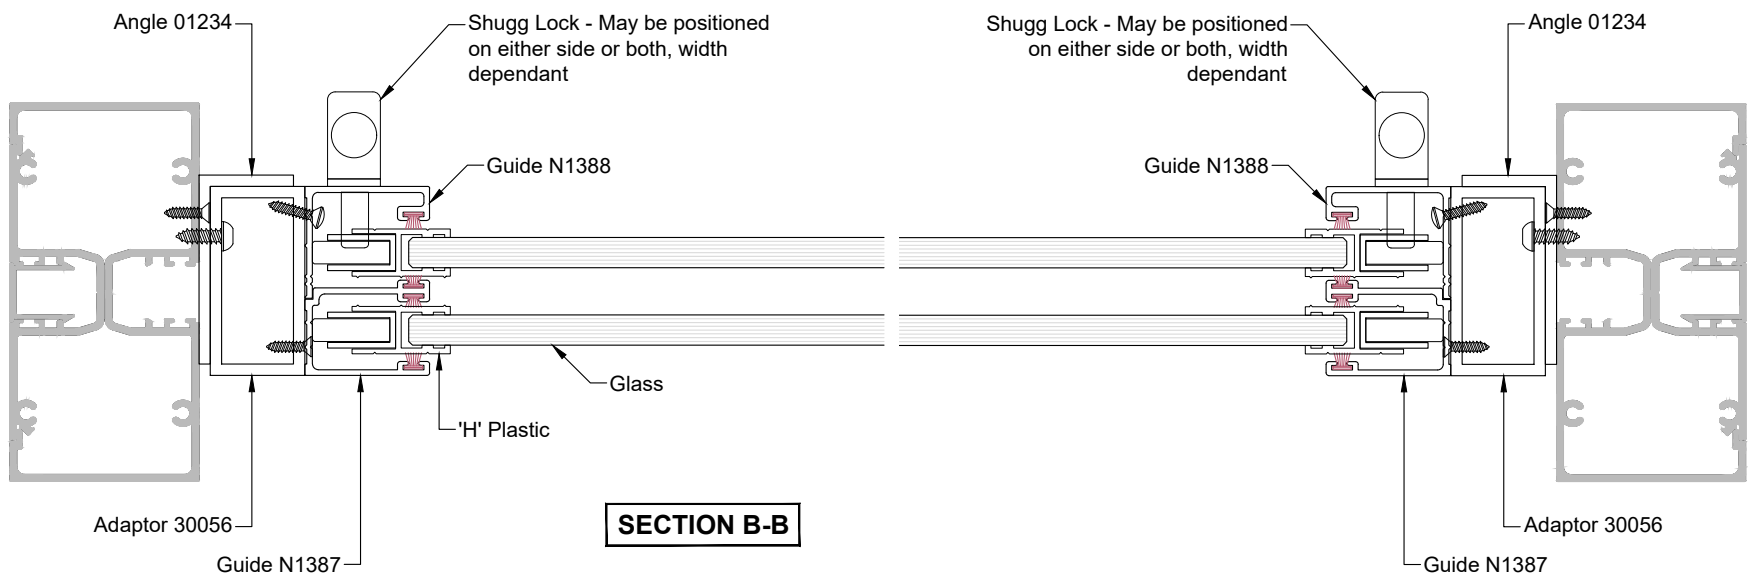 Angle 01234
Shugg Lock - May be positioned
on either side or both, width
dependant
Shugg Lock - May be positioned
on either side or both, width
dependant
Angle 01234
Guide N1388
Guide N1388
Glass
'H' Plastic
Adaptor 30056
SECTION B-B
Adaptor 30056
Guide N1387
Guide N1387